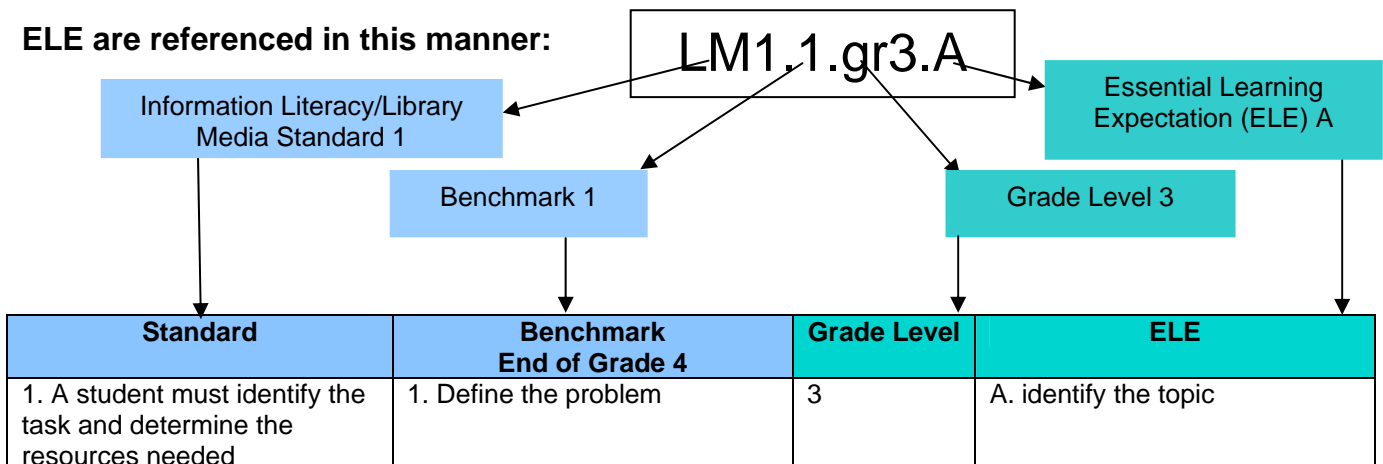 ELE are referenced in this manner:
LM1.1.gr3.A
Information Literacy/Library
Media Standard 1
Essential Learning
Expectation (ELE) A
Benchmark 1
Grade Level 3
Standard
Benchmark
End of Grade 4
Grade Level
ELE
1. A student must identify the
task and determine the
resources needed
1. Define the problem
3
A. identify the topic